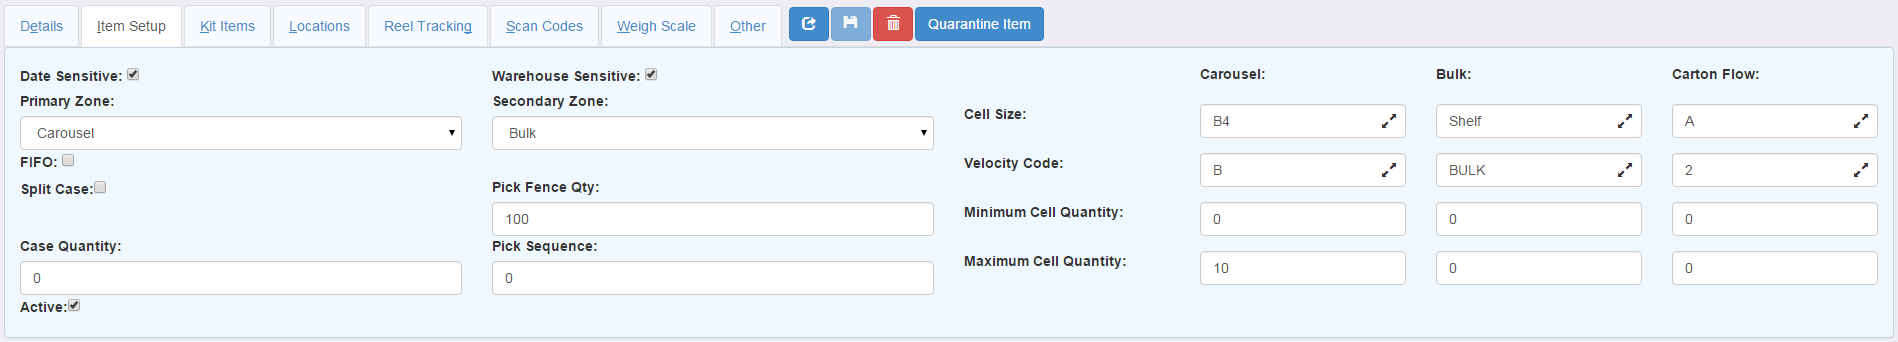 Details Item Setup Kit Items Locations Reel Tracking Scan Codes Weigh Scale Other Quarantine Item
Date Sensitive: Warehouse Sensitive: Carousel: Bulk: Carton Flow:
Primary Zone: Secondary Zone:
Cell Size: B4 Shelf A
Carousel Bulk
FIFO: Velocity Code: B BULK 2
Split Case: Pick Fence Qty:
100 Minimum Cell Quantity: 0 0 0
Case Quantity: Pick Sequence:
Maximum Cell Quantity: 10 0 0
0 0
Active: